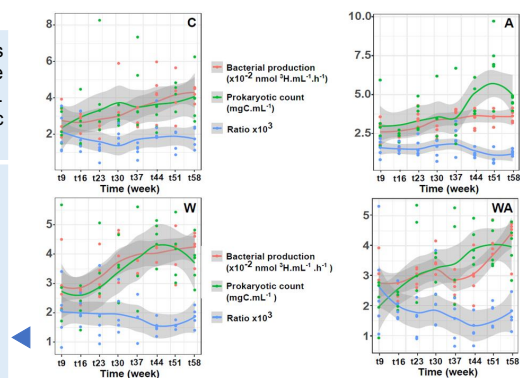 s
e
.
c
C
8
6
4
2
t9 t16 t23 t30 t37 t44 t51 t58
Time (week)
Bacterial production
(x10⁻² nmol ³H.mL⁻¹.h⁻¹)
Prokaryotic count
(mgC.mL⁻¹)
Ratio x10³
A
10.0
7.5
5.0
2.5
t9 t16 t23 t30 t37 t44 t51 t58
Time (week)
W
5
4
3
2
1
t9 t16 t23 t30 t37 t44 t51 t58
Time (week)
Bacterial production
(x10⁻² nmol ³H.mL⁻¹.h⁻¹ )
Prokaryotic count
(mgC.mL⁻¹ )
Ratio x10³
WA
5
4
3
2
1
t9 t16 t23 t30 t37 t44 t51 t58
Time (week)